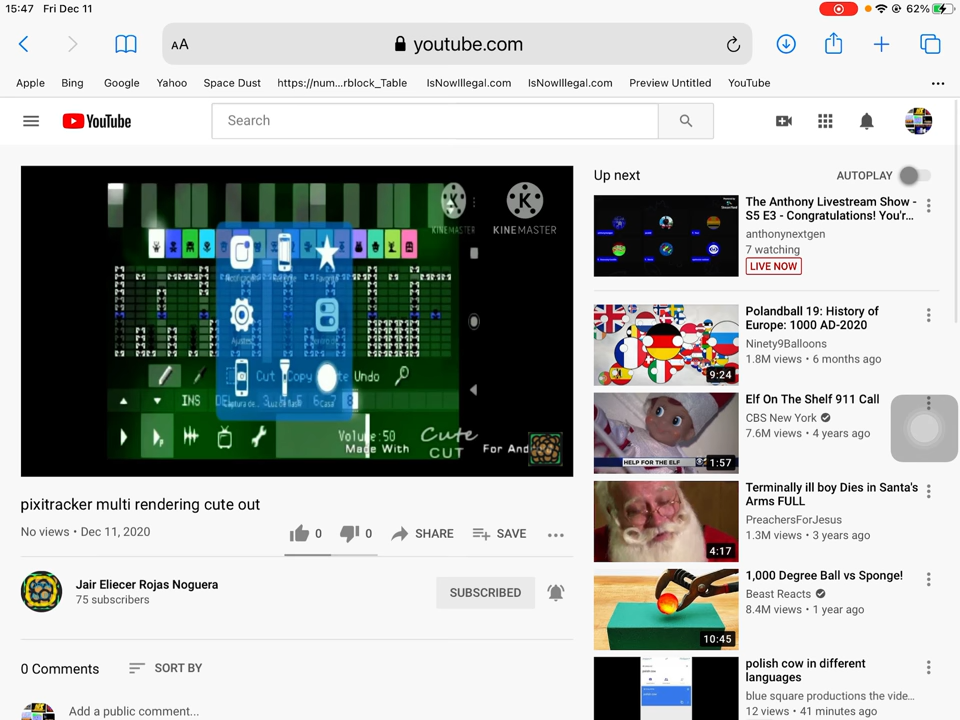 15:47 Fri Dec 11
62%
AA
youtube.com
Apple Bing Google Yahoo Space Dust https://num...rblock_Table IsNowIllegal.com IsNowIllegal.com Preview Untitled YouTube
YouTube
Search
KINEMASTER
KINEMASTER
Cut Copy Undo
INS
Volume:50
Made With Cute CUT For And
pixitracker multi rendering cute out
No views • Dec 11, 2020
0 0 SHARE SAVE
Jair Eliecer Rojas Noguera
75 subscribers
SUBSCRIBED
0 Comments SORT BY
Add a public comment...
Up next AUTOPLAY
The Anthony Livestream Show -
S5 E3 - Congratulations! You'r...
anthonynextgen
7 watching
LIVE NOW
Polandball 19: History of
Europe: 1000 AD-2020
Ninety9Balloons
1.8M views • 6 months ago
9:24
Elf On The Shelf 911 Call
CBS New York
7.6M views • 4 years ago
HELP FOR THE ELF
1:57
Terminally ill boy Dies in Santa's
Arms FULL
PreachersForJesus
1.3M views • 3 years ago
4:17
1,000 Degree Ball vs Sponge!
Beast Reacts
8.4M views • 1 year ago
10:45
polish cow in different
languages
blue square productions the vide...
12 views • 41 minutes ago